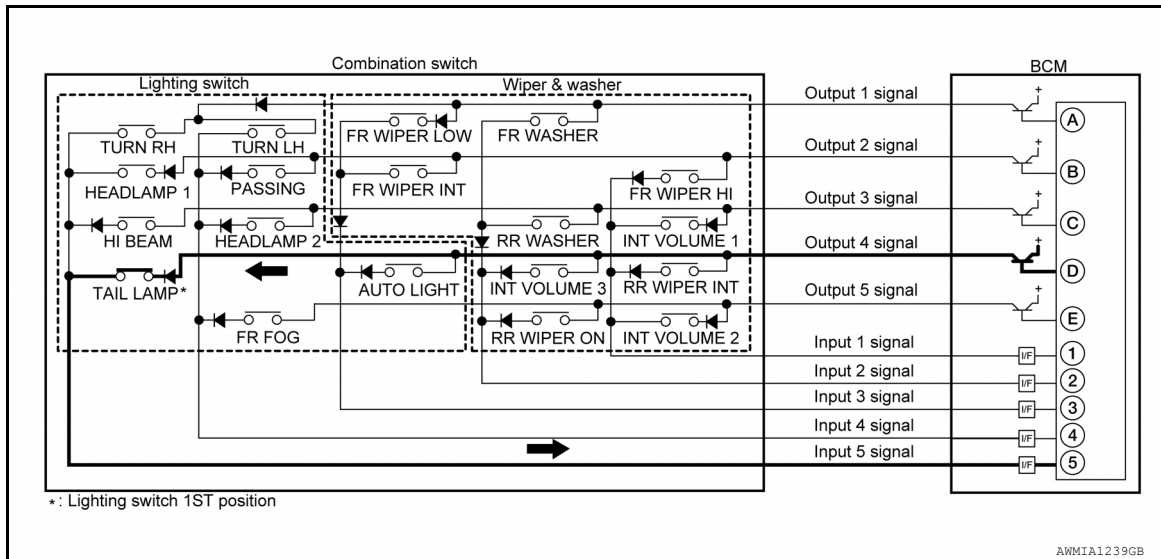 Combination switch
BCM
Lighting switch
Wiper & washer
Output 1 signal
+
A
TURN RH
TURN LH
FR WIPER LOW
FR WASHER
Output 2 signal
+
B
HEADLAMP 1
PASSING
FR WIPER INT
FR WIPER HI
Output 3 signal
+
C
HI BEAM
HEADLAMP 2
RR WASHER
INT VOLUME 1
Output 4 signal
+
D
TAIL LAMP*
AUTO LIGHT
INT VOLUME 3
RR WIPER INT
Output 5 signal
+
E
FR FOG
RR WIPER ON
INT VOLUME 2
Input 1 signal
I/F
1
Input 2 signal
I/F
2
Input 3 signal
I/F
3
Input 4 signal
I/F
4
Input 5 signal
I/F
5
*: Lighting switch 1ST position
AWMIA1239GB